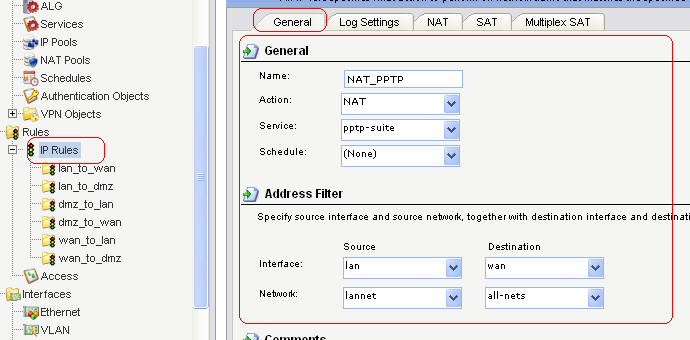 ALG
Services
IP Pools
NAT Pools
Schedules
Authentication Objects
VPN Objects
Rules
IP Rules
lan_to_wan
lan_to_dmz
dmz_to_lan
dmz_to_wan
wan_to_lan
wan_to_dmz
Access
Interfaces
Ethernet
VLAN
General Log Settings NAT SAT Multiplex SAT
General
Name: NAT_PPTP
Action: NAT
Service: pptp-suite
Schedule: (None)
Address Filter
Specify source interface and source network, together with destination interface and
Source Destination
Interface: lan wan
Network: lannet all-nets
Comments